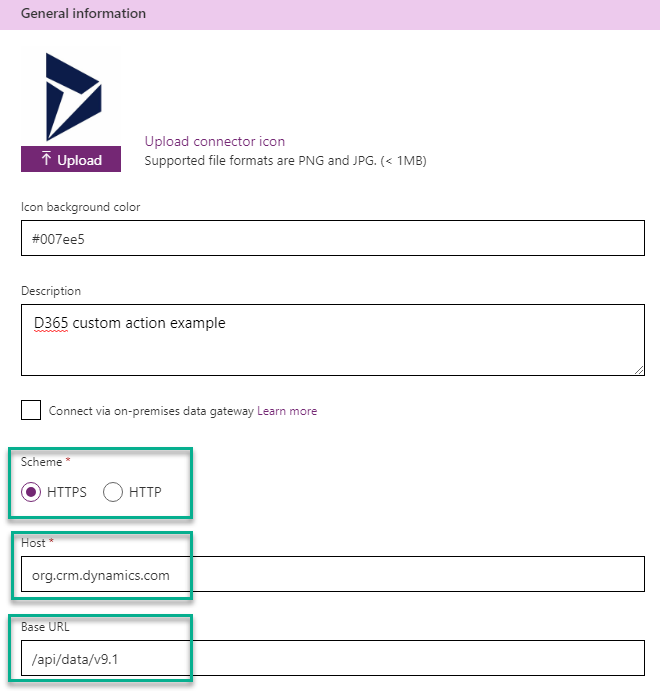 General information
Upload
Upload connector icon
Supported file formats are PNG and JPG. (< 1MB)
Icon background color
#007ee5
Description
D365 custom action example
Connect via on-premises data gateway Learn more
Scheme *
HTTPS HTTP
Host *
org.crm.dynamics.com
Base URL
/api/data/v9.1